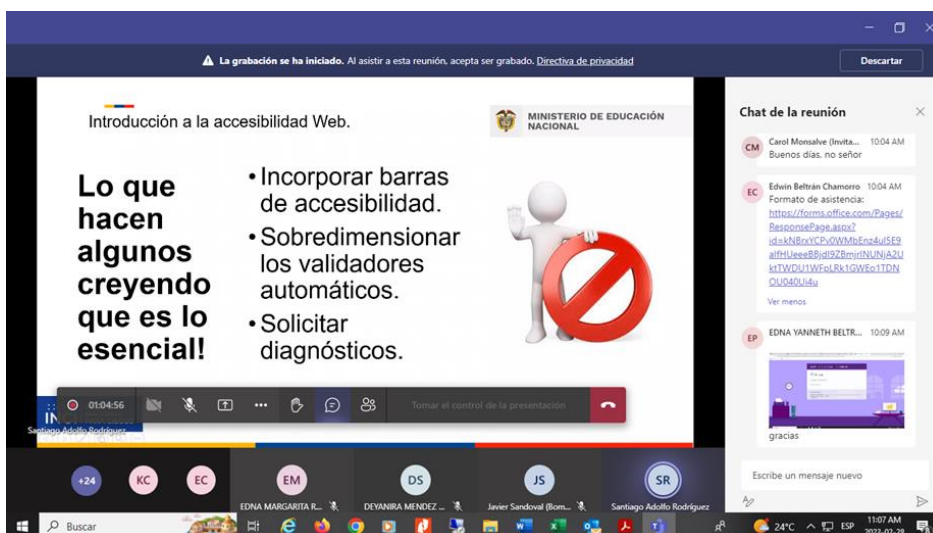 La grabación se ha iniciado. Al asistir a esta reunión, acepta ser grabado. Directiva de privacidad
Descartar
Introducción a la accesibilidad Web.
MINISTERIO DE EDUCACIÓN
NACIONAL
Lo que
hacen
algunos
creyendo
que es lo
esencial!
• Incorporar barras
de accesibilidad.
• Sobredimensionar
los validadores
automáticos.
• Solicitar
diagnósticos.
01:04:56
Tomar el control de la presentación
Santiago Adolfo Rodríguez
+24
KC
EC
EM
EDNA MARGARITA R...
DS
DEYANIRA MENDEZ ...
JS
Javier Sandoval (Bom...
SR
Santiago Adolfo Rodríguez
Chat de la reunión
CM
Carol Monsalve (Invita... 10:04 AM
Buenos días, no señor
EC
Edwin Beltrán Chamorro 10:04 AM
Formato de asistencia:
https://forms.office.com/Pages/
ResponsePage.aspx?
Ver menos
EP
EDNA YANNETH BELTR... 10:09 AM
gracias
Escribe un mensaje nuevo
Buscar
24°C
ESP
11:07 AM